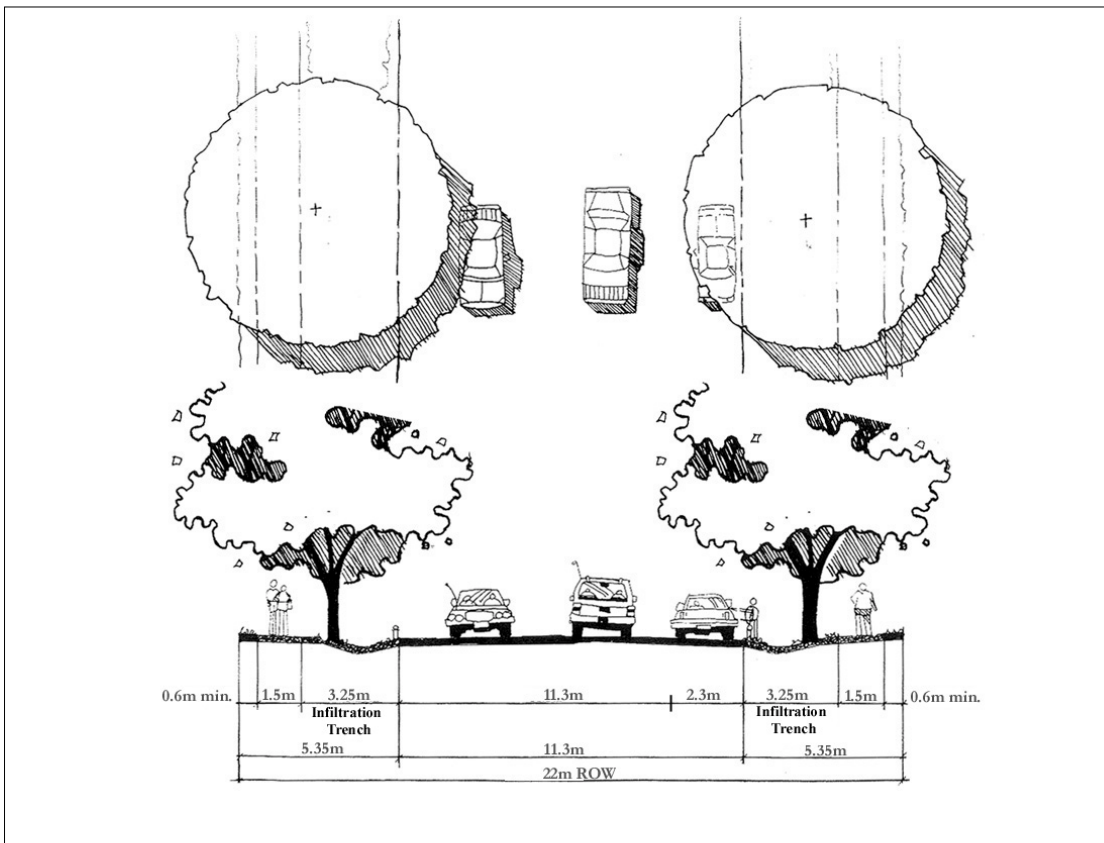 0.6m min. 1.5m 3.25m 11.3m 2.3m 3.25m 1.5m 0.6m min.
Infiltration Trench
Infiltration Trench
5.35m 11.3m 5.35m
22m ROW